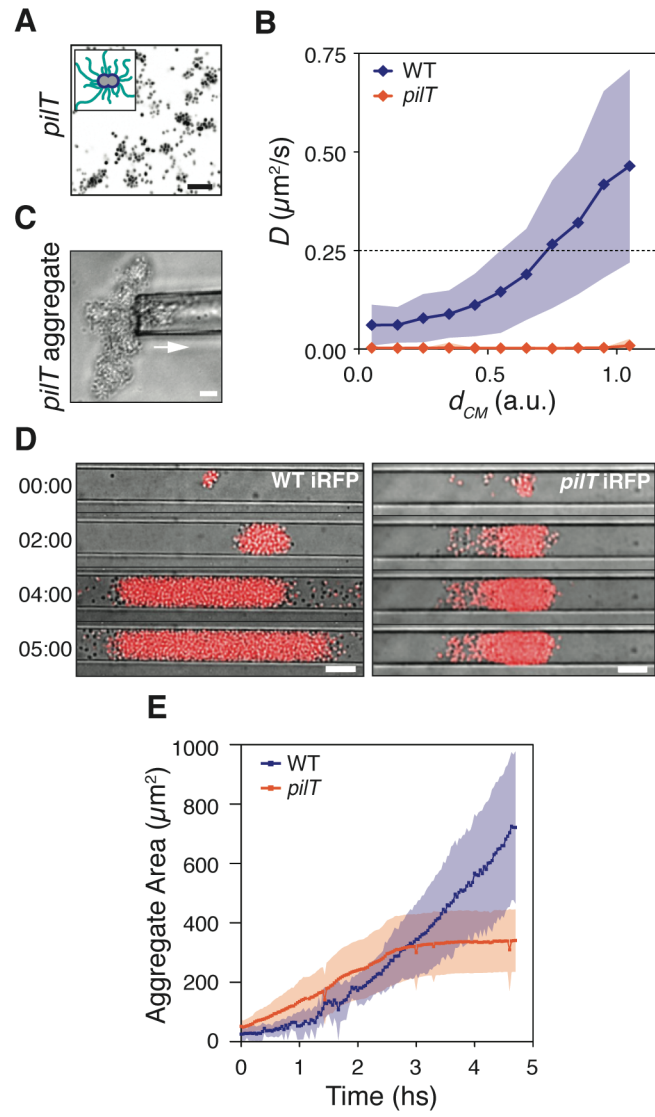 A
pilT
B
0.75
0.50
0.25
0.00
D (µm²/s)
WT
pilT
0.0
0.5
1.0
d_CM (a.u.)
C
pilT aggregate
D
00:00
02:00
04:00
05:00
WT iRFP
pilT iRFP
E
1000
800
600
400
200
0
Aggregate Area (µm²)
WT
pilT
0
1
2
3
4
5
Time (hs)